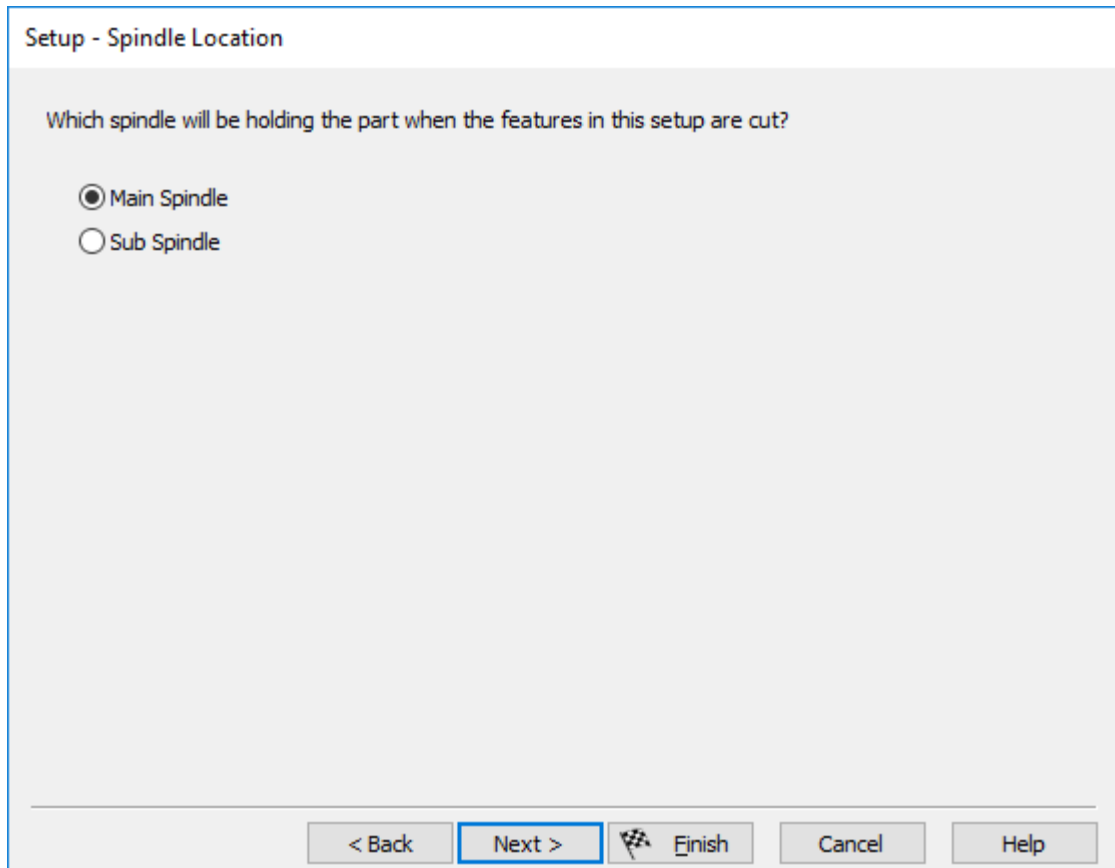 Setup - Spindle Location
Which spindle will be holding the part when the features in this setup are cut?
Main Spindle
Sub Spindle
< Back Next > Finish Cancel Help